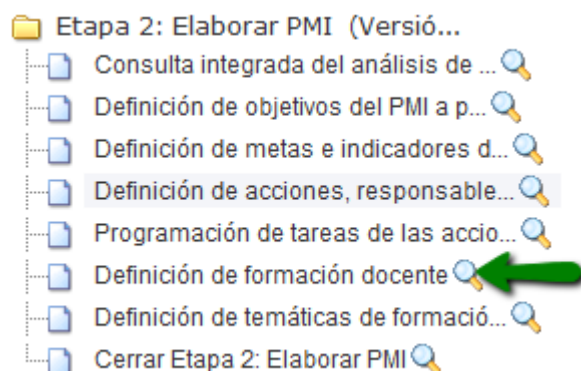 Etapa 2: Elaborar PMI (Versió...
Consulta integrada del análisis de ...
Definición de objetivos del PMI a p...
Definición de metas e indicadores d...
Definición de acciones, responsable...
Programación de tareas de las accio...
Definición de formación docente
Definición de temáticas de formació...
Cerrar Etapa 2: Elaborar PMI